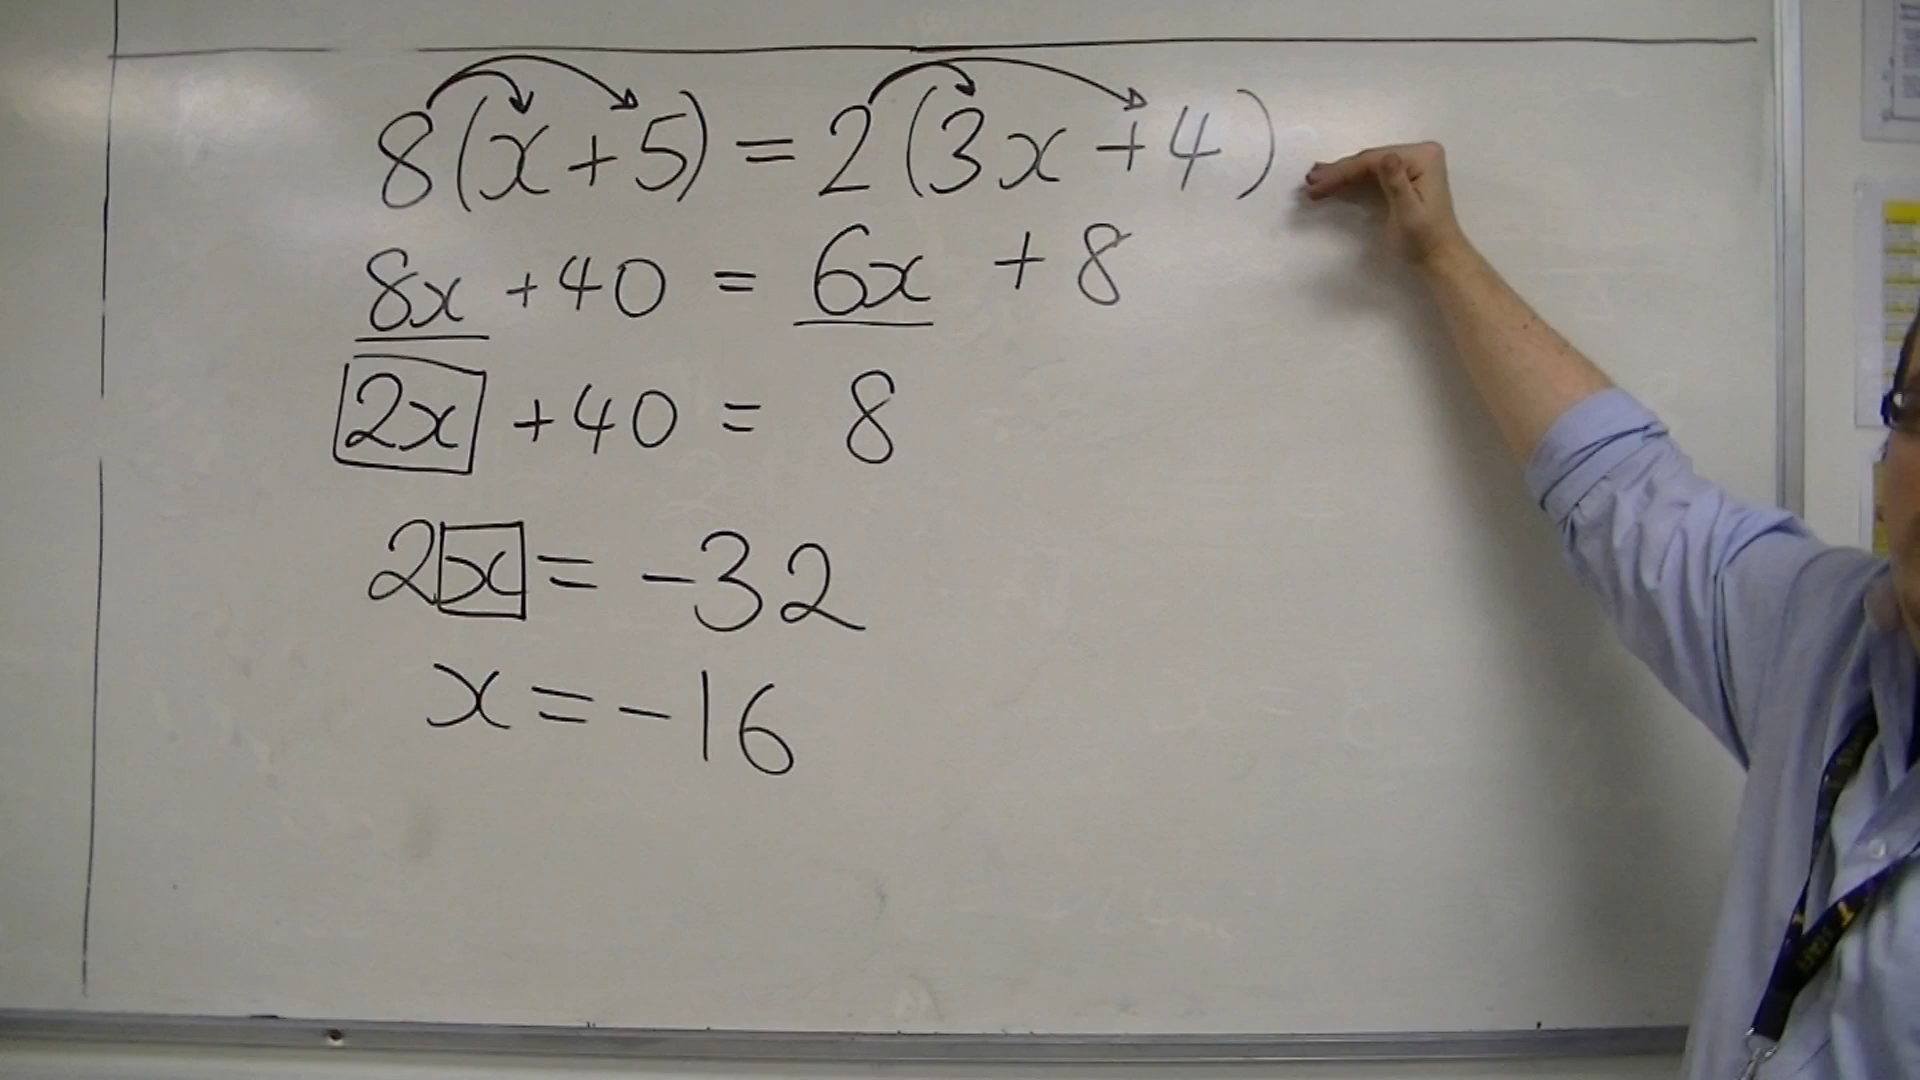 8(x+5) = 2(3x+4)
8x +40 = 6x + 8
2x +40 = 8
2x = -32
x = -16